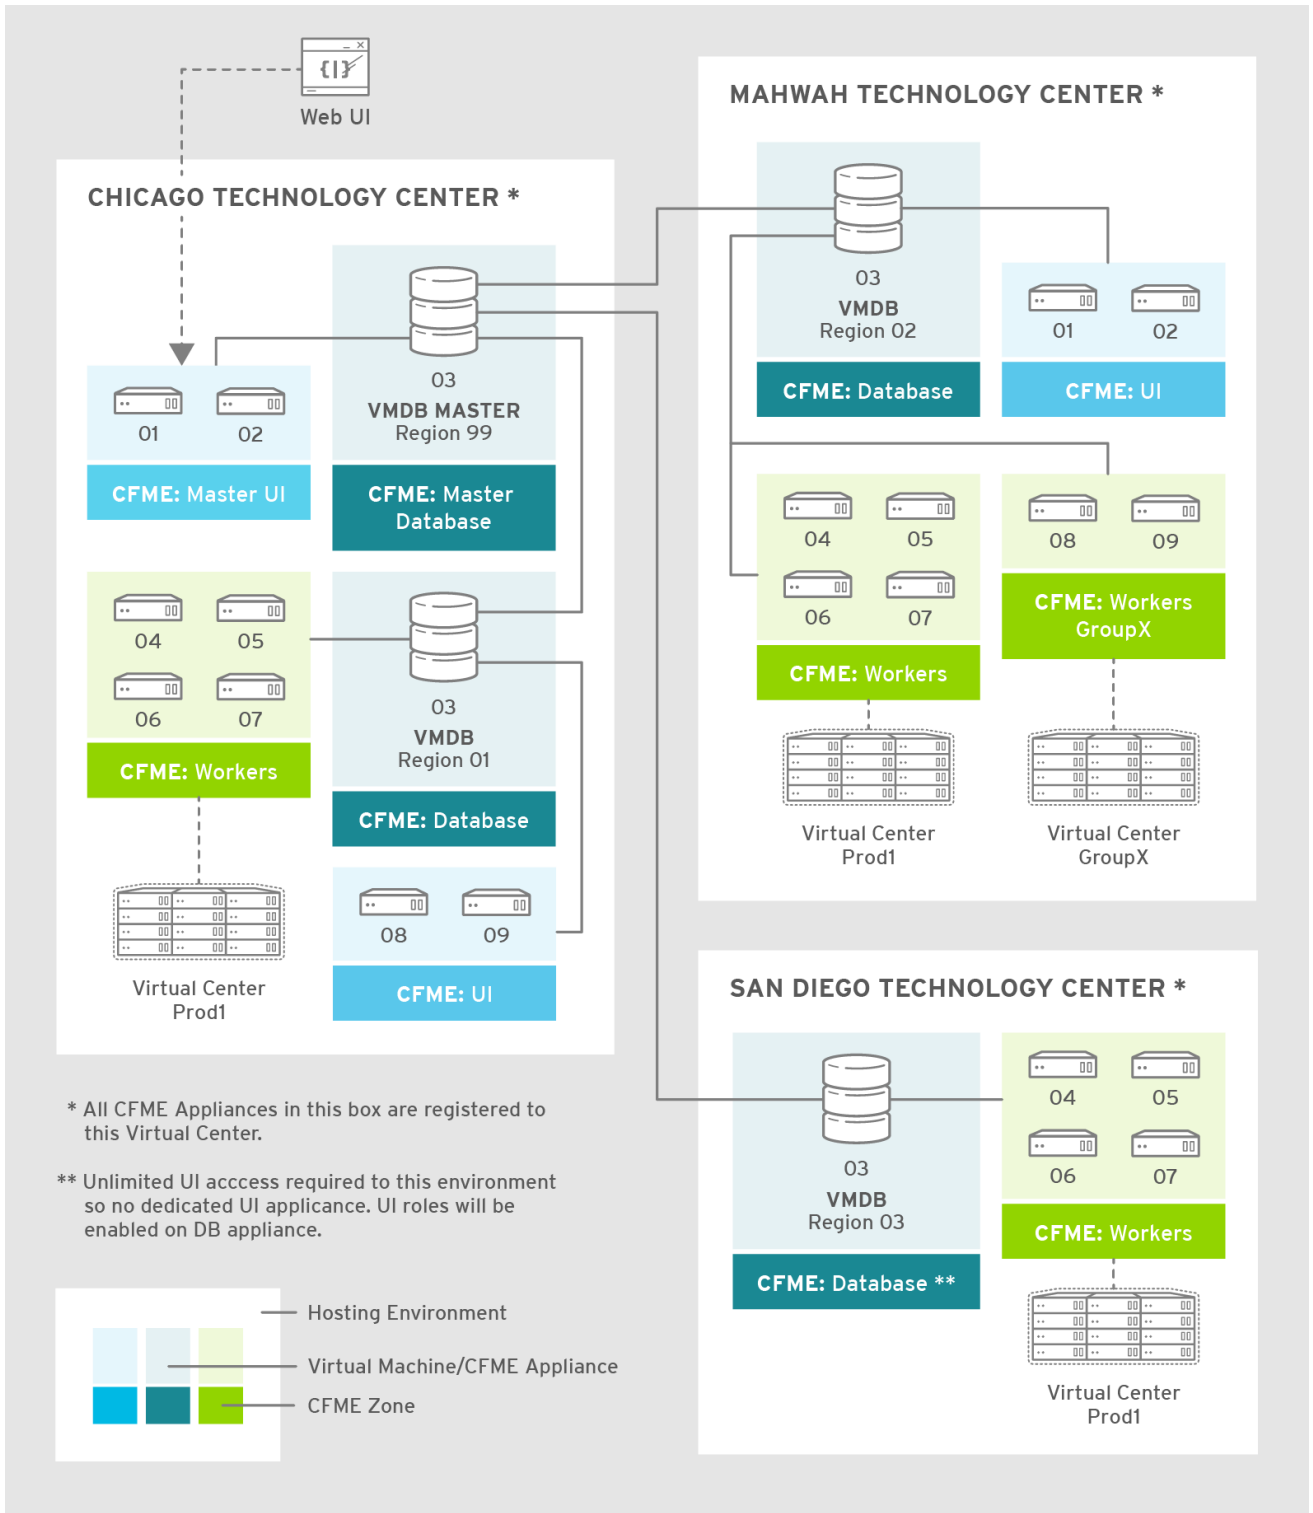 {|}
Web UI
CHICAGO TECHNOLOGY CENTER *
03
VMDB MASTER
Region 99
01
02
CFME: Master UI
CFME: Master
Database
04
05
06
07
CFME: Workers
03
VMDB
Region 01
CFME: Database
08
09
CFME: UI
Virtual Center
Prod1
MAHWAH TECHNOLOGY CENTER *
03
VMDB
Region 02
CFME: Database
01
02
CFME: UI
04
05
06
07
CFME: Workers
08
09
CFME: Workers
GroupX
Virtual Center
Prod1
Virtual Center
GroupX
SAN DIEGO TECHNOLOGY CENTER *
03
VMDB
Region 03
CFME: Database **
04
05
06
07
CFME: Workers
Virtual Center
Prod1
* All CFME Appliances in this box are registered to
this Virtual Center.
** Unlimited UI acccess required to this environment
so no dedicated UI applicance. UI roles will be
enabled on DB appliance.
Hosting Environment
Virtual Machine/CFME Appliance
CFME Zone